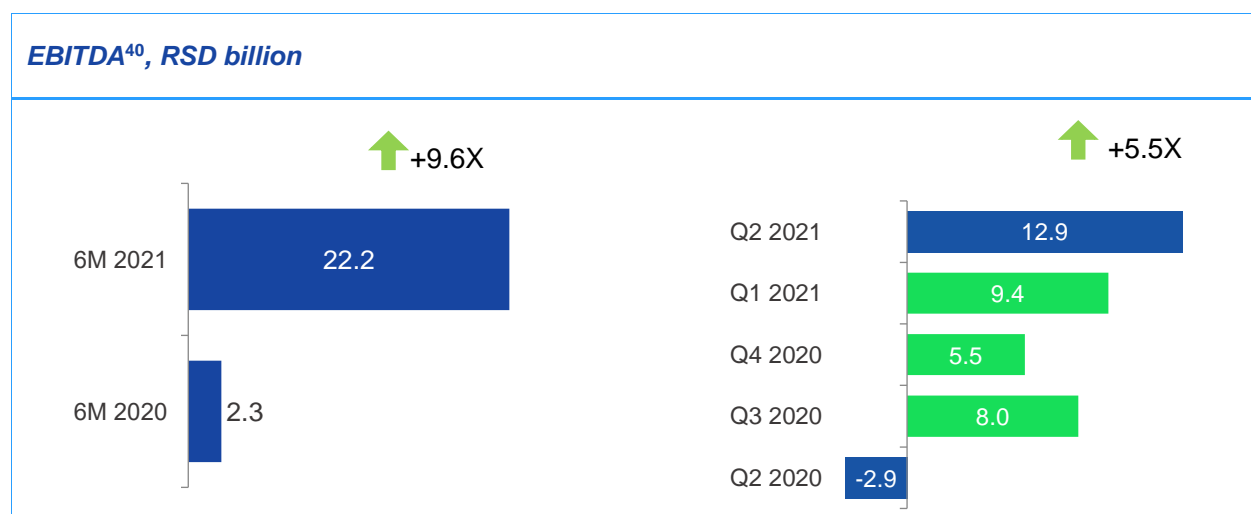 EBITDA40, RSD billion
+9.6X
6M 2021
22.2
6M 2020
2.3
+5.5X
Q2 2021
12.9
Q1 2021
9.4
Q4 2020
5.5
Q3 2020
8.0
Q2 2020
-2.9